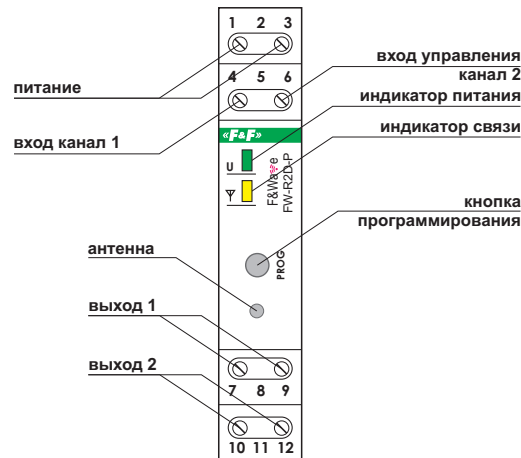 1 2 3
вход управления
канал 2
питание
4 5 6
индикатор питания
вход канал 1
индикатор связи
«F&F»
U
F&Wave
FW-R2D-P
кнопка
программирования
PROG
антенна
выход 1
выход 2
7 8 9
10 11 12